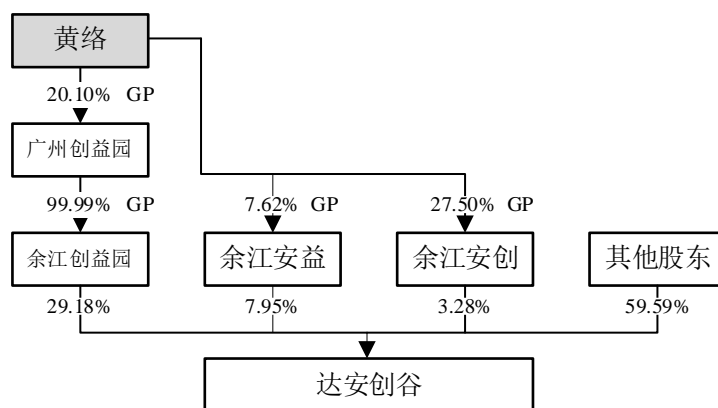 黄络
20.10% GP
广州创益园
99.99% GP
7.62% GP
27.50% GP
余江创益园
余江安益
余江安创
其他股东
29.18%
7.95%
3.28%
59.59%
达安创谷